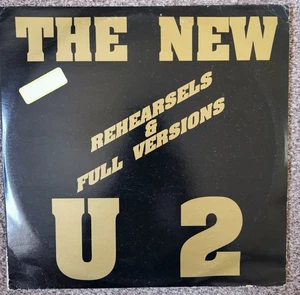 THE NEW
REHEARSELS
&
FULL VERSIONS
U 2